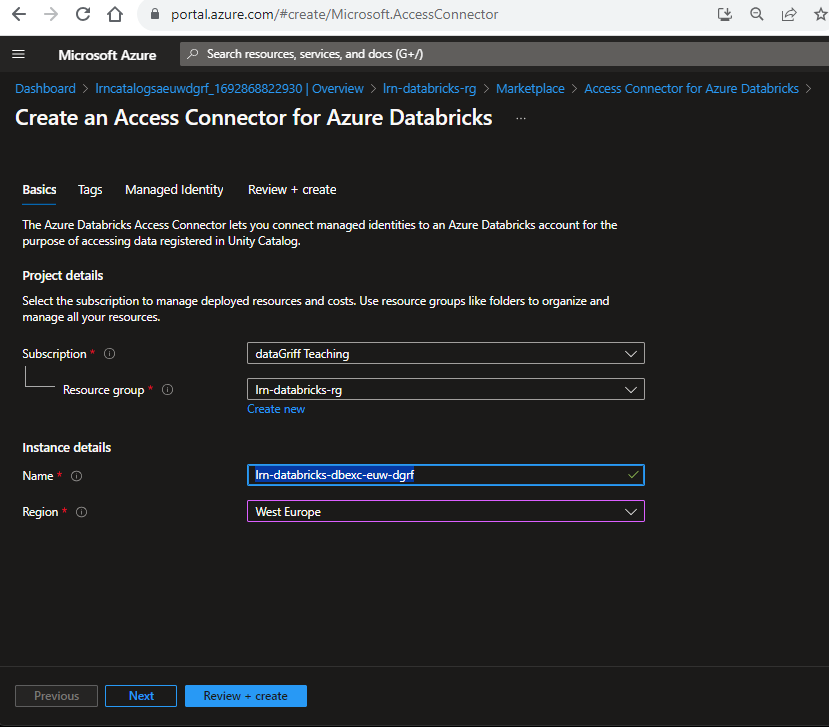 portal.azure.com/#create/Microsoft.AccessConnector
Microsoft Azure
Search resources, services, and docs (G+/)
Dashboard > lrncatalogsaeuwdgrf_1692868822930 | Overview > lrn-databricks-rg > Marketplace > Access Connector for Azure Databricks >
Create an Access Connector for Azure Databricks ...
Basics Tags Managed Identity Review + create
The Azure Databricks Access Connector lets you connect managed identities to an Azure Databricks account for the
purpose of accessing data registered in Unity Catalog.
Project details
Select the subscription to manage deployed resources and costs. Use resource groups like folders to organize and
manage all your resources.
Subscription * dataGriff Teaching
Resource group * lrn-databricks-rg
Create new
Instance details
Name * lrn-databricks-dbexc-euw-dgrf
Region * West Europe
Previous Next Review + create